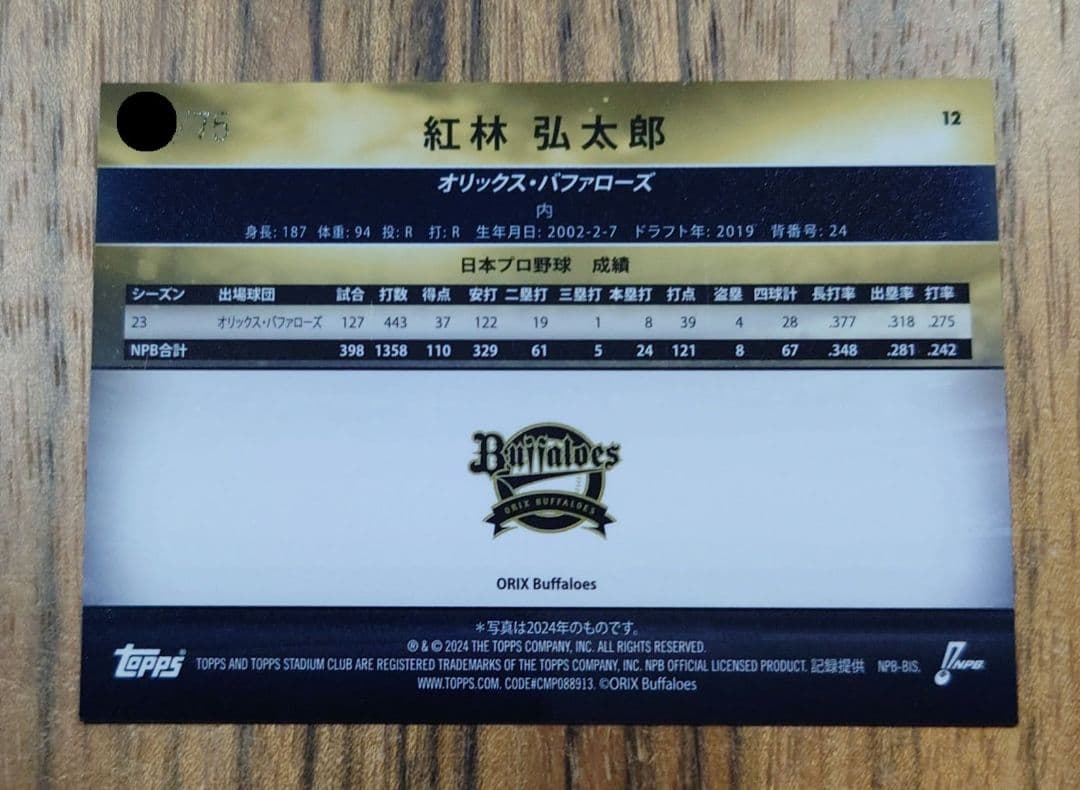 /75
紅林 弘太郎
12
オリックス・バファローズ
内
身長: 187 体重: 94 投: R 打: R 生年月日: 2002-2-7 ドラフト年: 2019 背番号: 24
日本プロ野球 成績
シーズン 出場球団 試合 打数 得点 安打 二塁打 三塁打 本塁打 打点 盗塁 四球計 長打率 出塁率 打率
23 オリックス・バファローズ 127 443 37 122 19 1 8 39 4 28 .377 .318 .275
NPB合計 398 1358 110 329 61 5 24 121 8 67 .348 .281 .242
Buffaloes
ORIX BUFFALOES
ORIX Buffaloes
＊写真は2024年のものです。
® & © 2024 THE TOPPS COMPANY, INC. ALL RIGHTS RESERVED.
topps® TOPPS AND TOPPS STADIUM CLUB ARE REGISTERED TRADEMARKS OF THE TOPPS COMPANY, INC. NPB OFFICIAL LICENSED PRODUCT. 記録提供 NPB-BIS. NPB
WWW.TOPPS.COM. CODE#CMP088913. ©ORIX Buffaloes